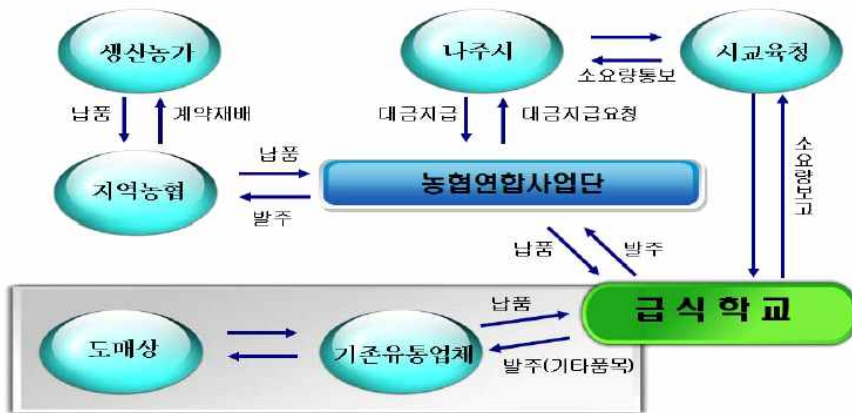 생산농가
나주시
시교육청
소요량통보
납품
계약재배
대금지급
대금지급요청
소요량보고
지역농협
납품
발주
농협연합사업단
납품
발주
급식학교
도매상
기존유통업체
납품
발주(기타품목)